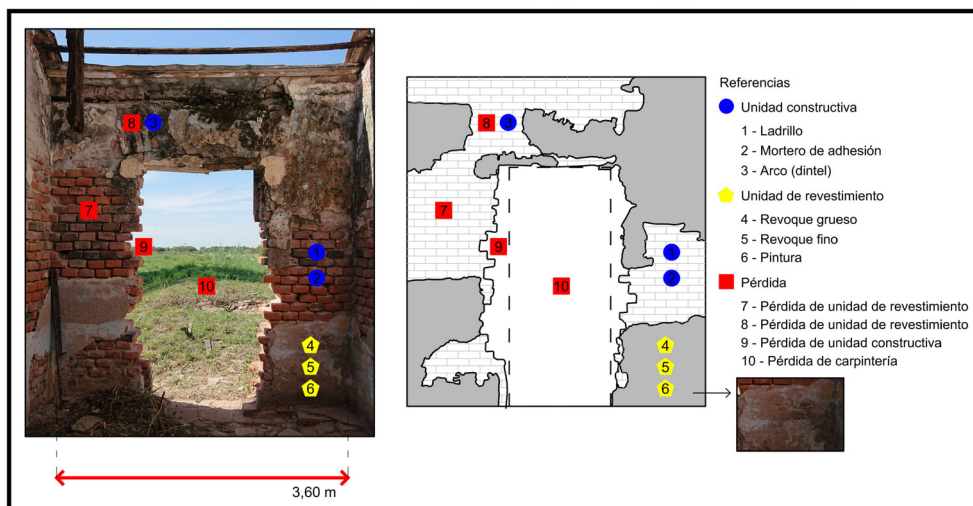 8
3
7
9
1
2
10
4
5
6
3,60 m
8
3
7
9
1
2
10
4
5
6
Referencias
Unidad constructiva
1 - Ladrillo
2 - Mortero de adhesión
3 - Arco (dintel)
Unidad de revestimiento
4 - Revoque grueso
5 - Revoque fino
6 - Pintura
Pérdida
7 - Pérdida de unidad de revestimiento
8 - Pérdida de unidad de revestimiento
9 - Pérdida de unidad constructiva
10 - Pérdida de carpintería